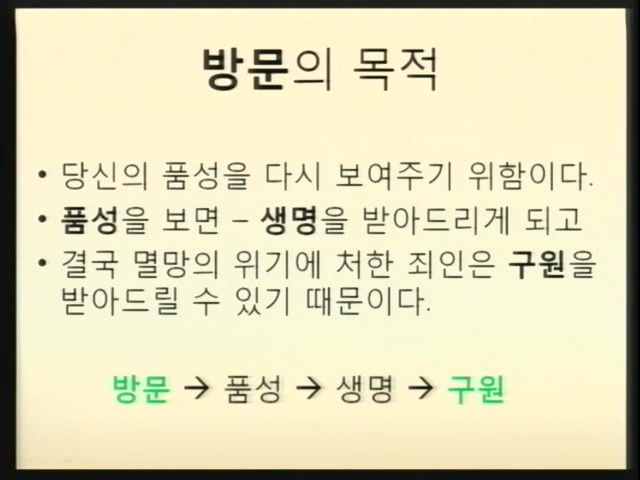 방문의 목적
• 당신의 품성을 다시 보여주기 위함이다.
• 품성을 보면 – 생명을 받아드리게 되고
• 결국 멸망의 위기에 처한 죄인은 구원을
받아드릴 수 있기 때문이다.
방문 → 품성 → 생명 → 구원